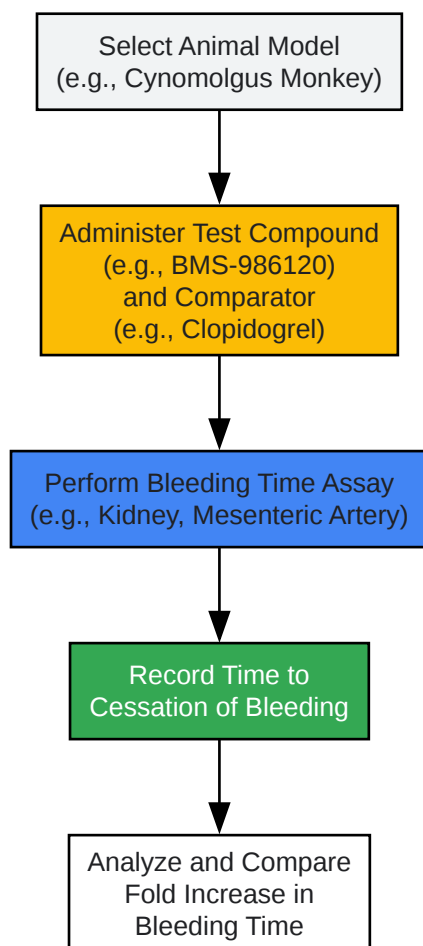 Select Animal Model
(e.g., Cynomolgus Monkey)
Administer Test Compound
(e.g., BMS-986120)
and Comparator
(e.g., Clopidogrel)
Perform Bleeding Time Assay
(e.g., Kidney, Mesenteric Artery)
Record Time to
Cessation of Bleeding
Analyze and Compare
Fold Increase in
Bleeding Time